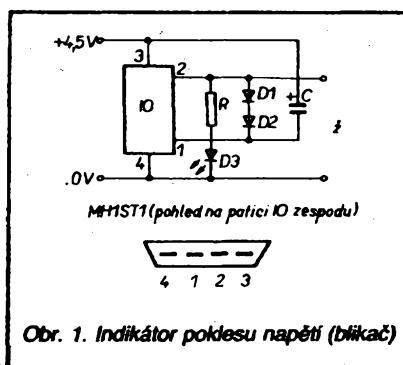 +4,5V
3
2
IO
R
D1
D2
+
C
1
4
D3
.0V
MH1ST1 (pohled na patici IO zespodu)
4 1 2 3
Obr. 1. Indikátor poklesu napětí (blikač)